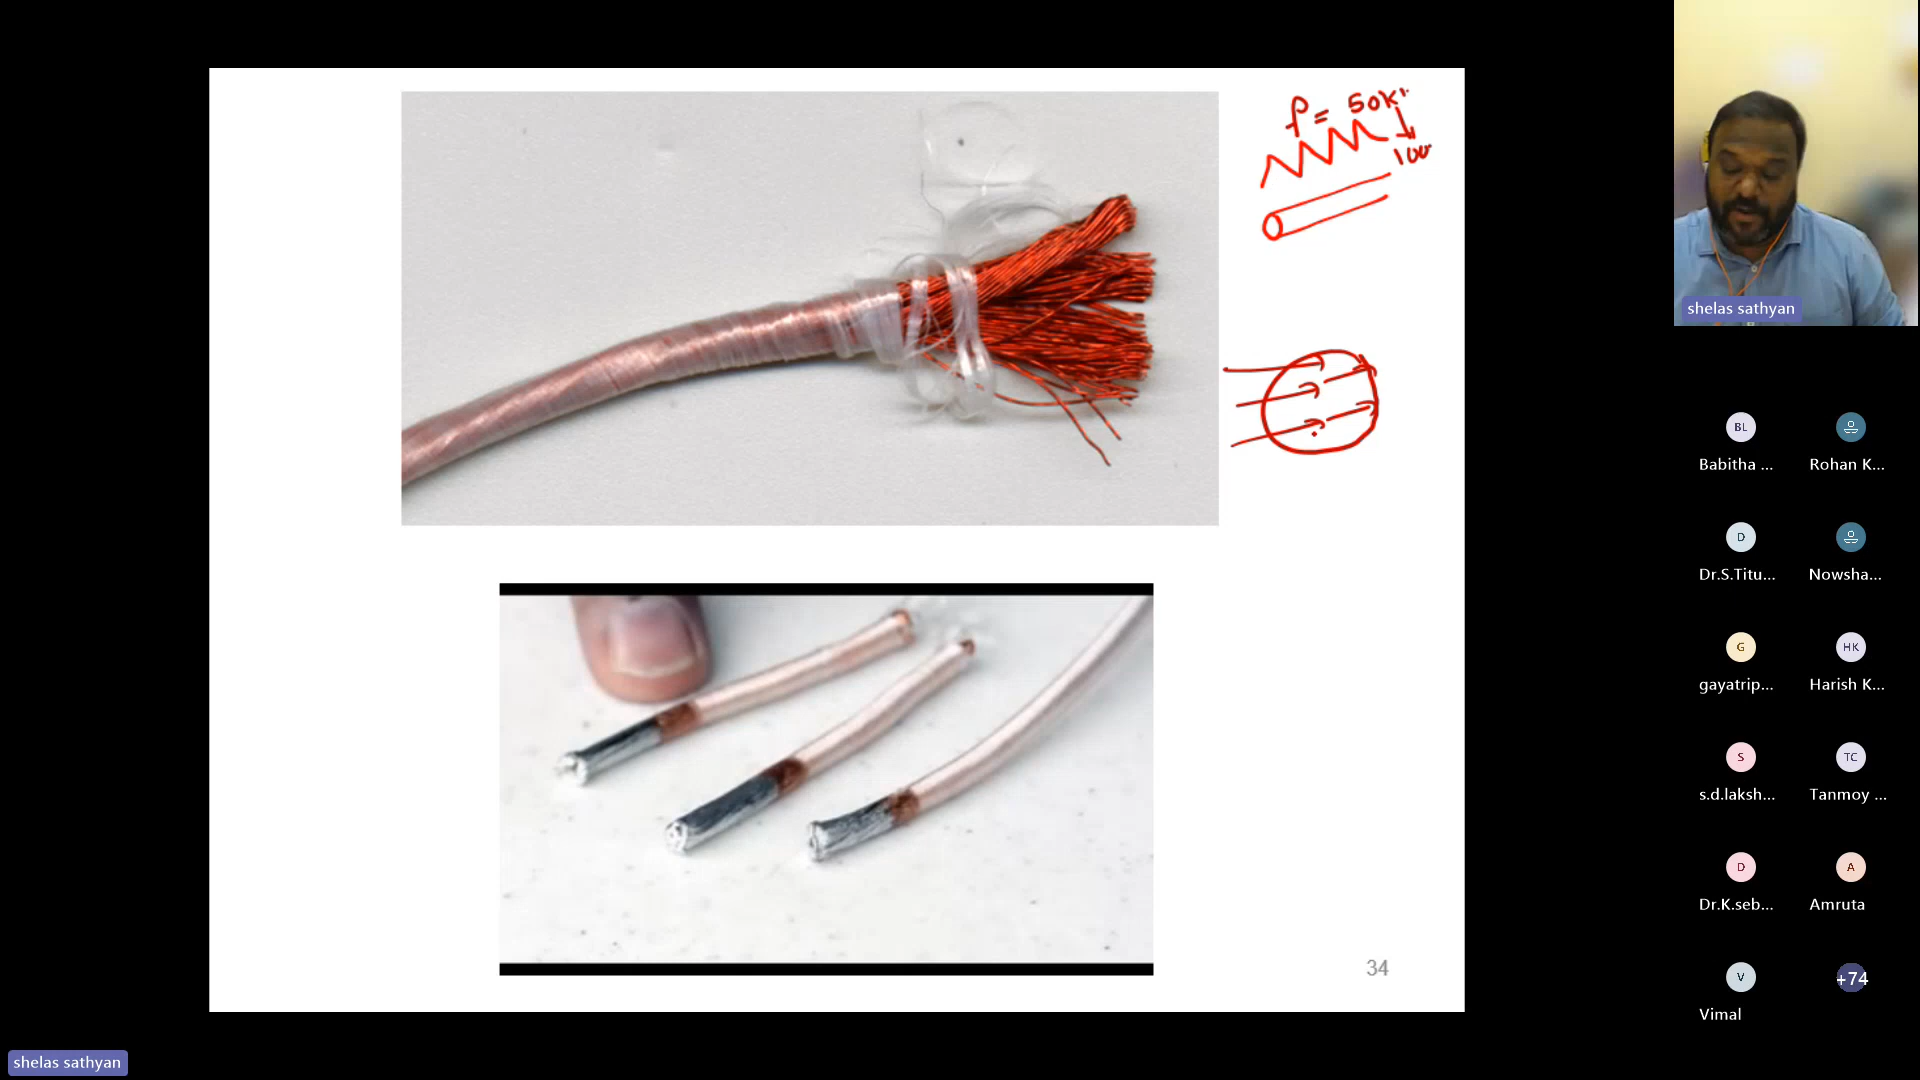 f = 50K
100
shelas sathyan
BL
Babitha ...
Rohan K...
D
Dr.S.Titu...
Nowsha...
G
HK
gayatrip...
Harish K...
S
TC
s.d.laksh...
Tanmoy ...
D
A
Dr.K.seb...
Amruta
V
+74
Vimal
34
shelas sathyan